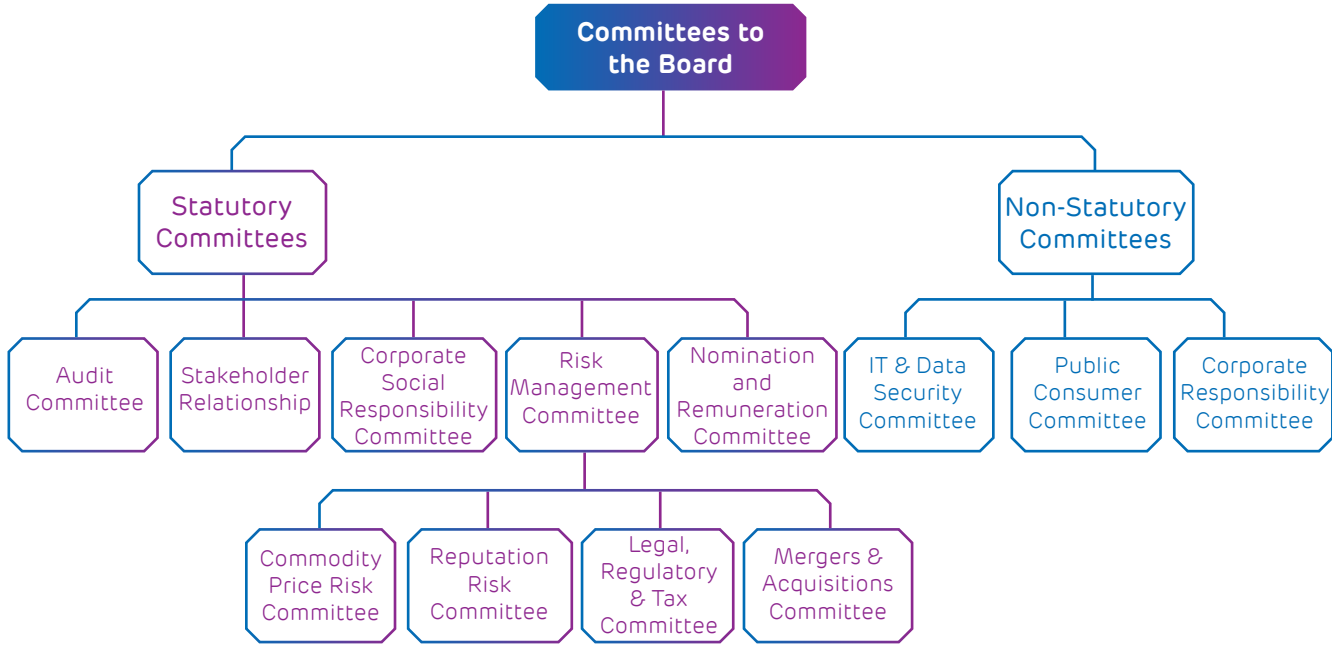 Committees to
the Board
Statutory
Committees
Non-Statutory
Committees
Audit
Committee
Stakeholder
Relationship
Corporate
Social
Responsibility
Committee
Risk
Management
Committee
Nomination
and
Remuneration
Committee
IT & Data
Security
Committee
Public
Consumer
Committee
Corporate
Responsibility
Committee
Commodity
Price Risk
Committee
Reputation
Risk
Committee
Legal,
Regulatory
& Tax
Committee
Mergers &
Acquisitions
Committee